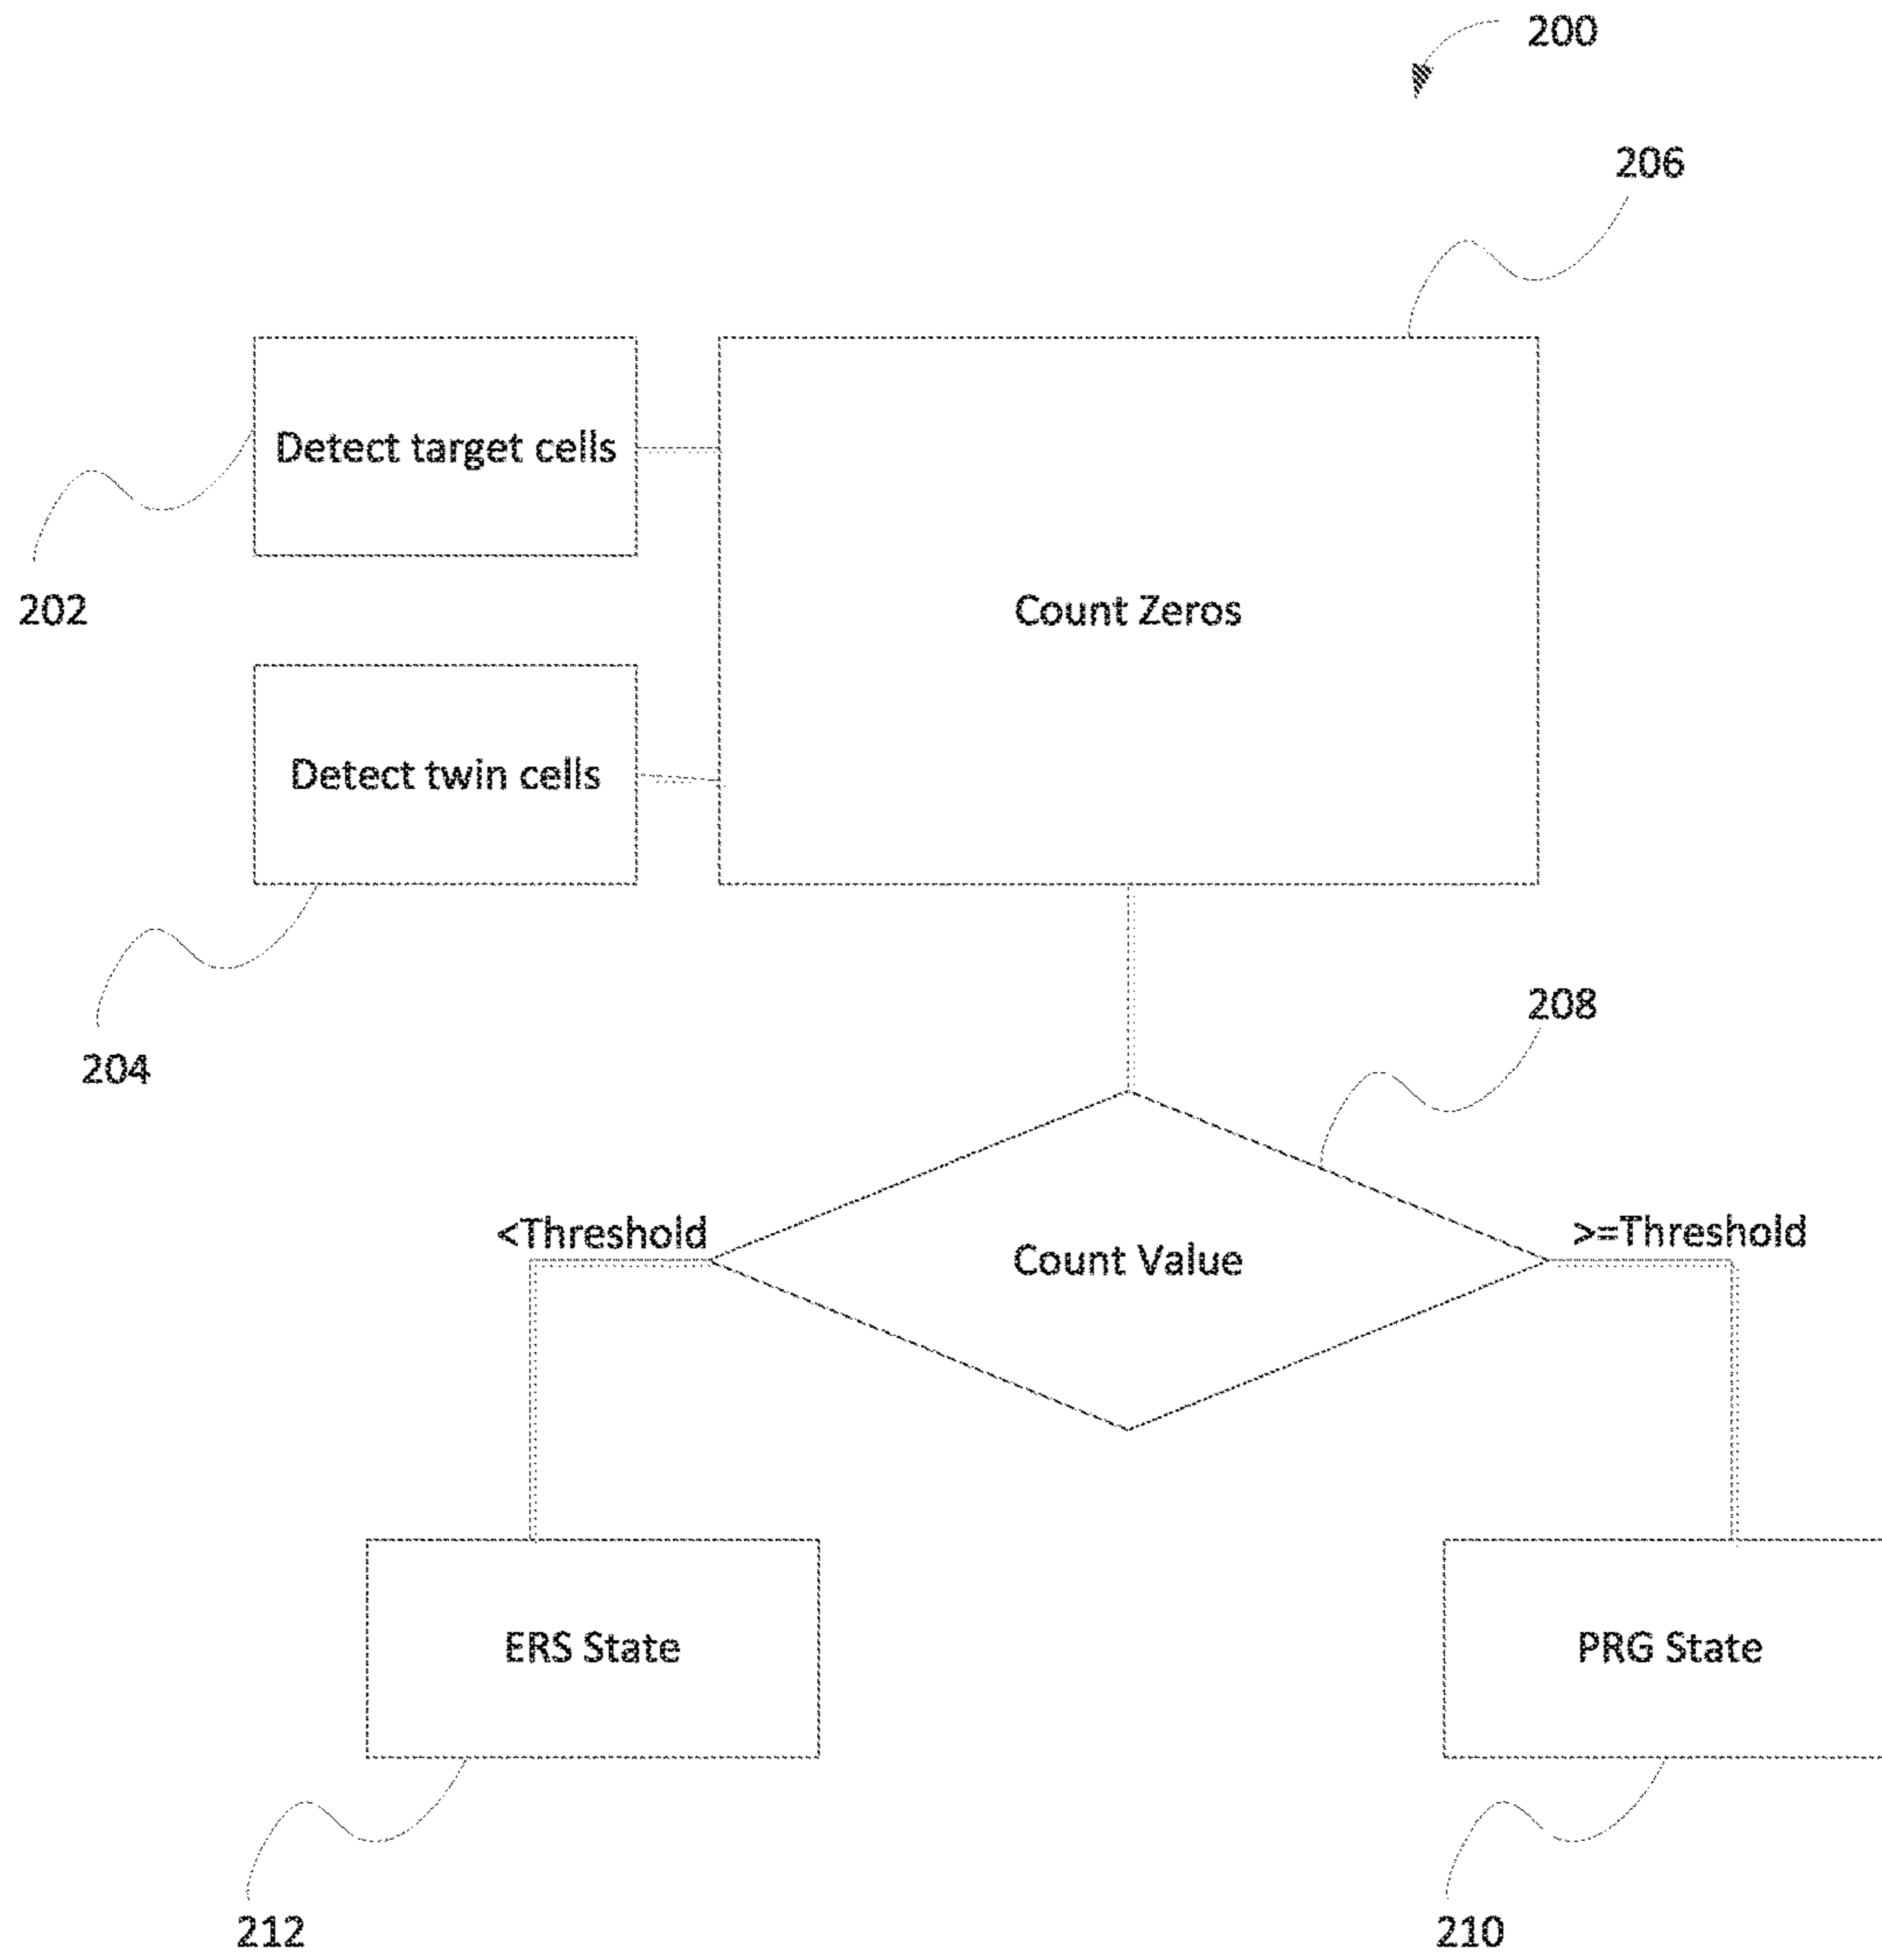 200
206
Detect target cells
Count Zeros
202
Detect twin cells
204
208
<Threshold
Count Value
>=Threshold
ERS State
PRG State
212
210